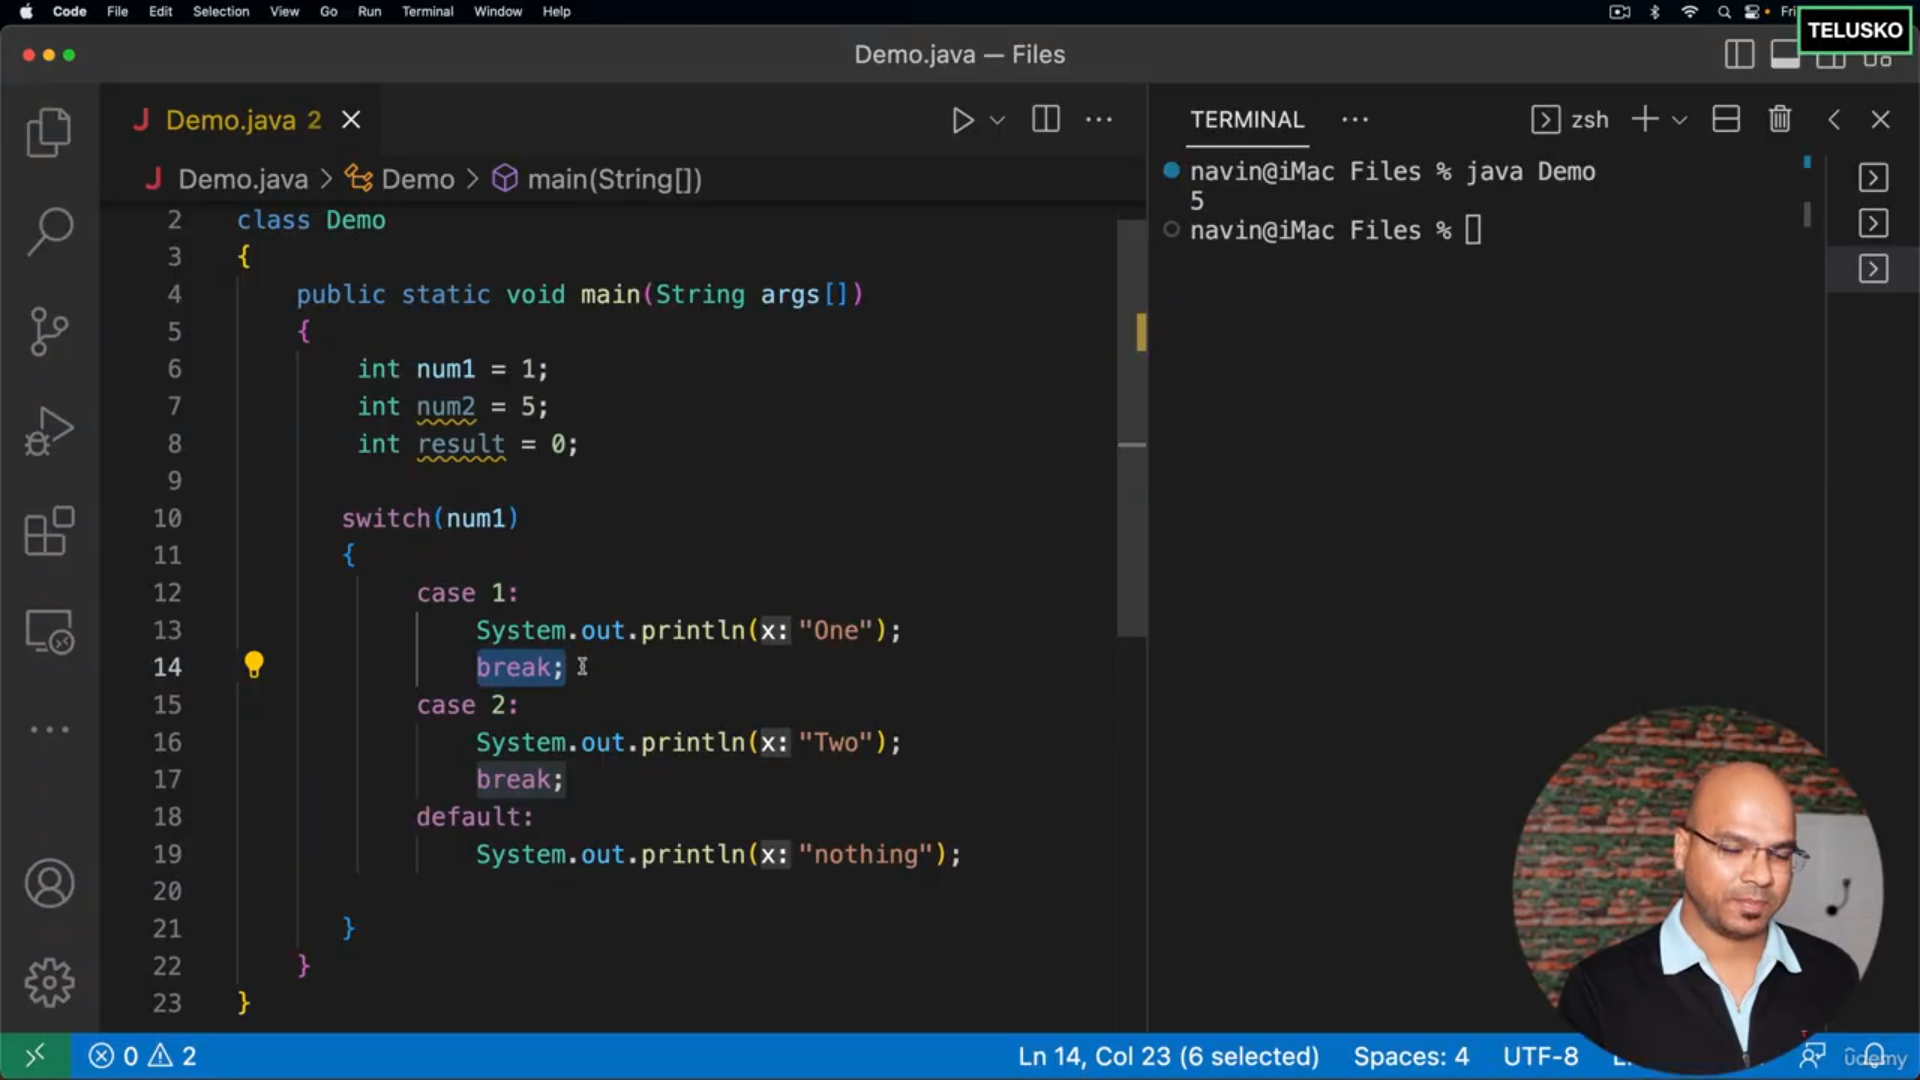 Code File Edit Selection View Go Run Terminal Window Help
TELUSKO
Demo.java — Files
Demo.java 2
TERMINAL
zsh
Demo.java > Demo > main(String[])
navin@iMac Files % java Demo
5
navin@iMac Files %
2 class Demo
3 {
4 public static void main(String args[])
5 {
6 int num1 = 1;
7 int num2 = 5;
8 int result = 0;
9
10 switch(num1)
11 {
12 case 1:
13 System.out.println(x: "One");
14 break;
15 case 2:
16 System.out.println(x: "Two");
17 break;
18 default:
19 System.out.println(x: "nothing");
20
21 }
22 }
23 }
0 2 Ln 14, Col 23 (6 selected) Spaces: 4 UTF-8
ûdemy